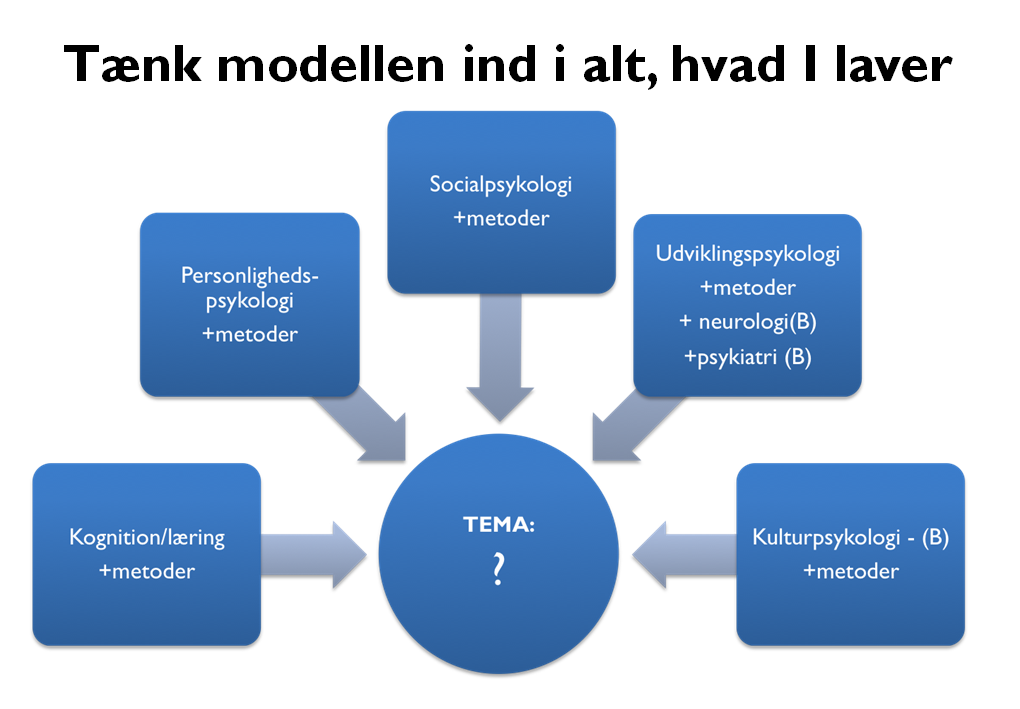 Tænk modellen ind i alt, hvad I laver
Socialpsykologi
+metoder
Personligheds-
psykologi
+metoder
Udviklingspsykologi
+metoder
+ neurologi(B)
+psykiatri (B)
Kognition/læring
+metoder
TEMA:
?
Kulturpsykologi - (B)
+metoder